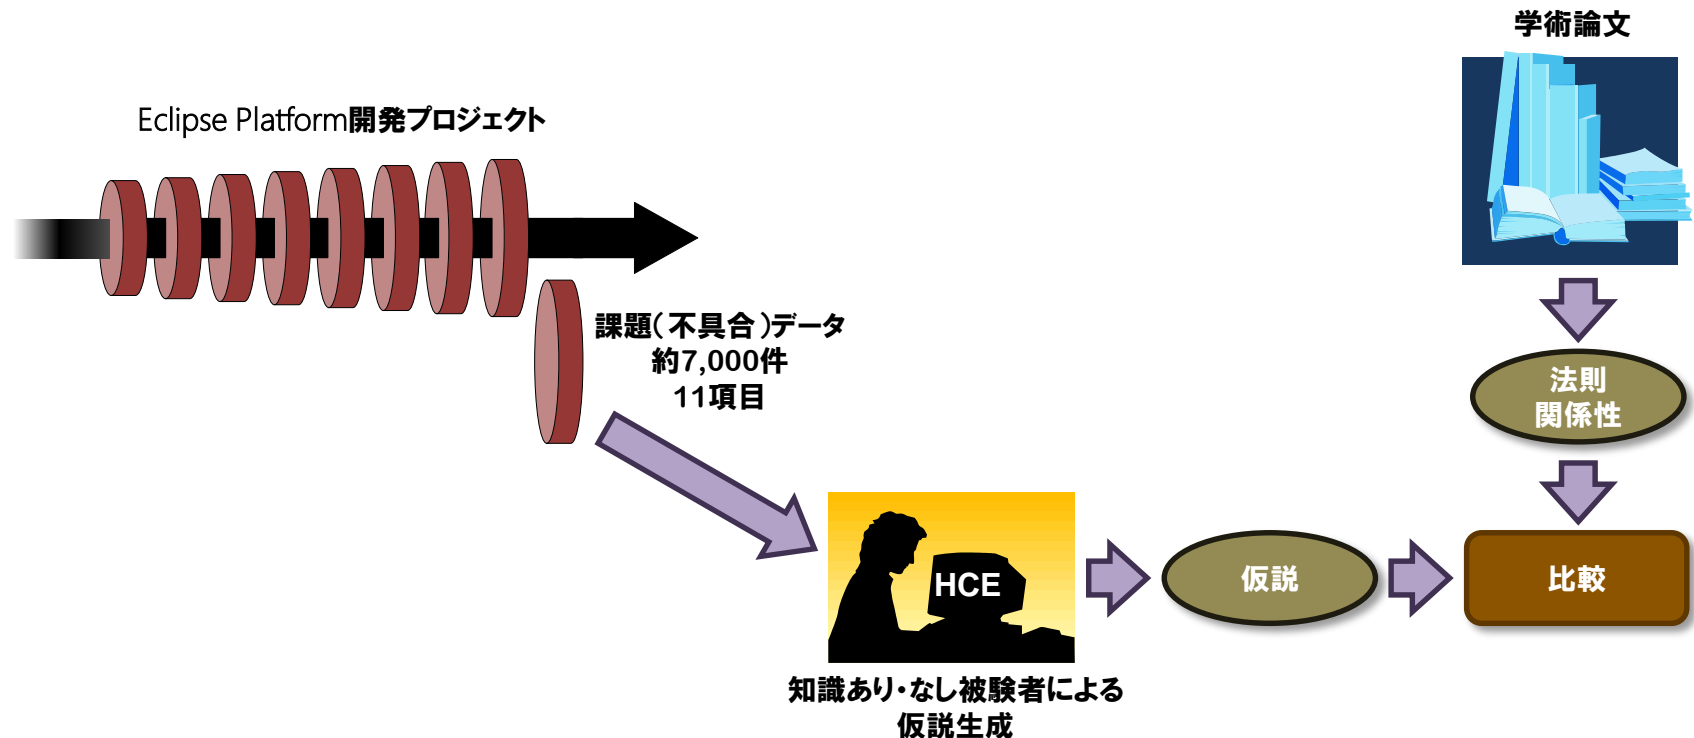 学術論文
Eclipse Platform開発プロジェクト
課題(不具合)データ
約7,000件
11項目
法則
関係性
HCE
仮説
比較
知識あり・なし被験者による
仮説生成